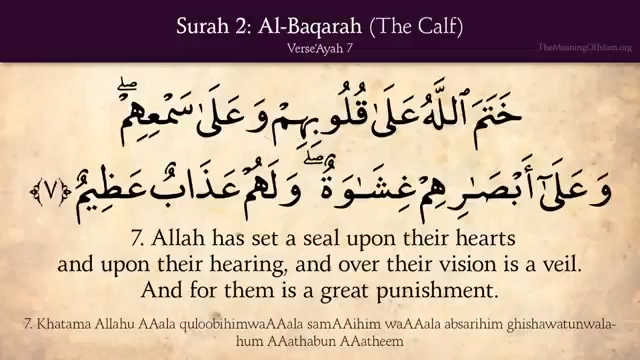 Surah 2: Al-Baqarah (The Calf)
Verse'Ayah 7
TheMeaningOfIslam.org
خَتَمَ ٱللَّهُ عَلَىٰ قُلُوبِهِمْ وَعَلَىٰ سَمْعِهِمْ ۖ
وَعَلَىٰٓ أَبْصَـٰرِهِمْ غِشَـٰوَةٌ ۖ وَلَهُمْ عَذَابٌ عَظِيمٌ ﴿٧﴾
7. Allah has set a seal upon their hearts
and upon their hearing, and over their vision is a veil.
And for them is a great punishment.
7. Khatama Allahu AAala quloobihimwaAAala samAAihim waAAala absarihim ghishawatunwala-
hum AAathabun AAatheem